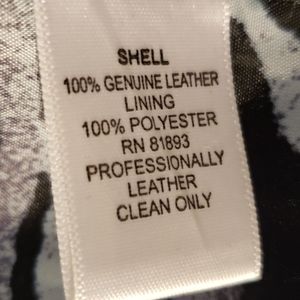 SHELL
100% GENUINE LEATHER
LINING
100% POLYESTER
RN 81893
PROFESSIONALLY
LEATHER
CLEAN ONLY